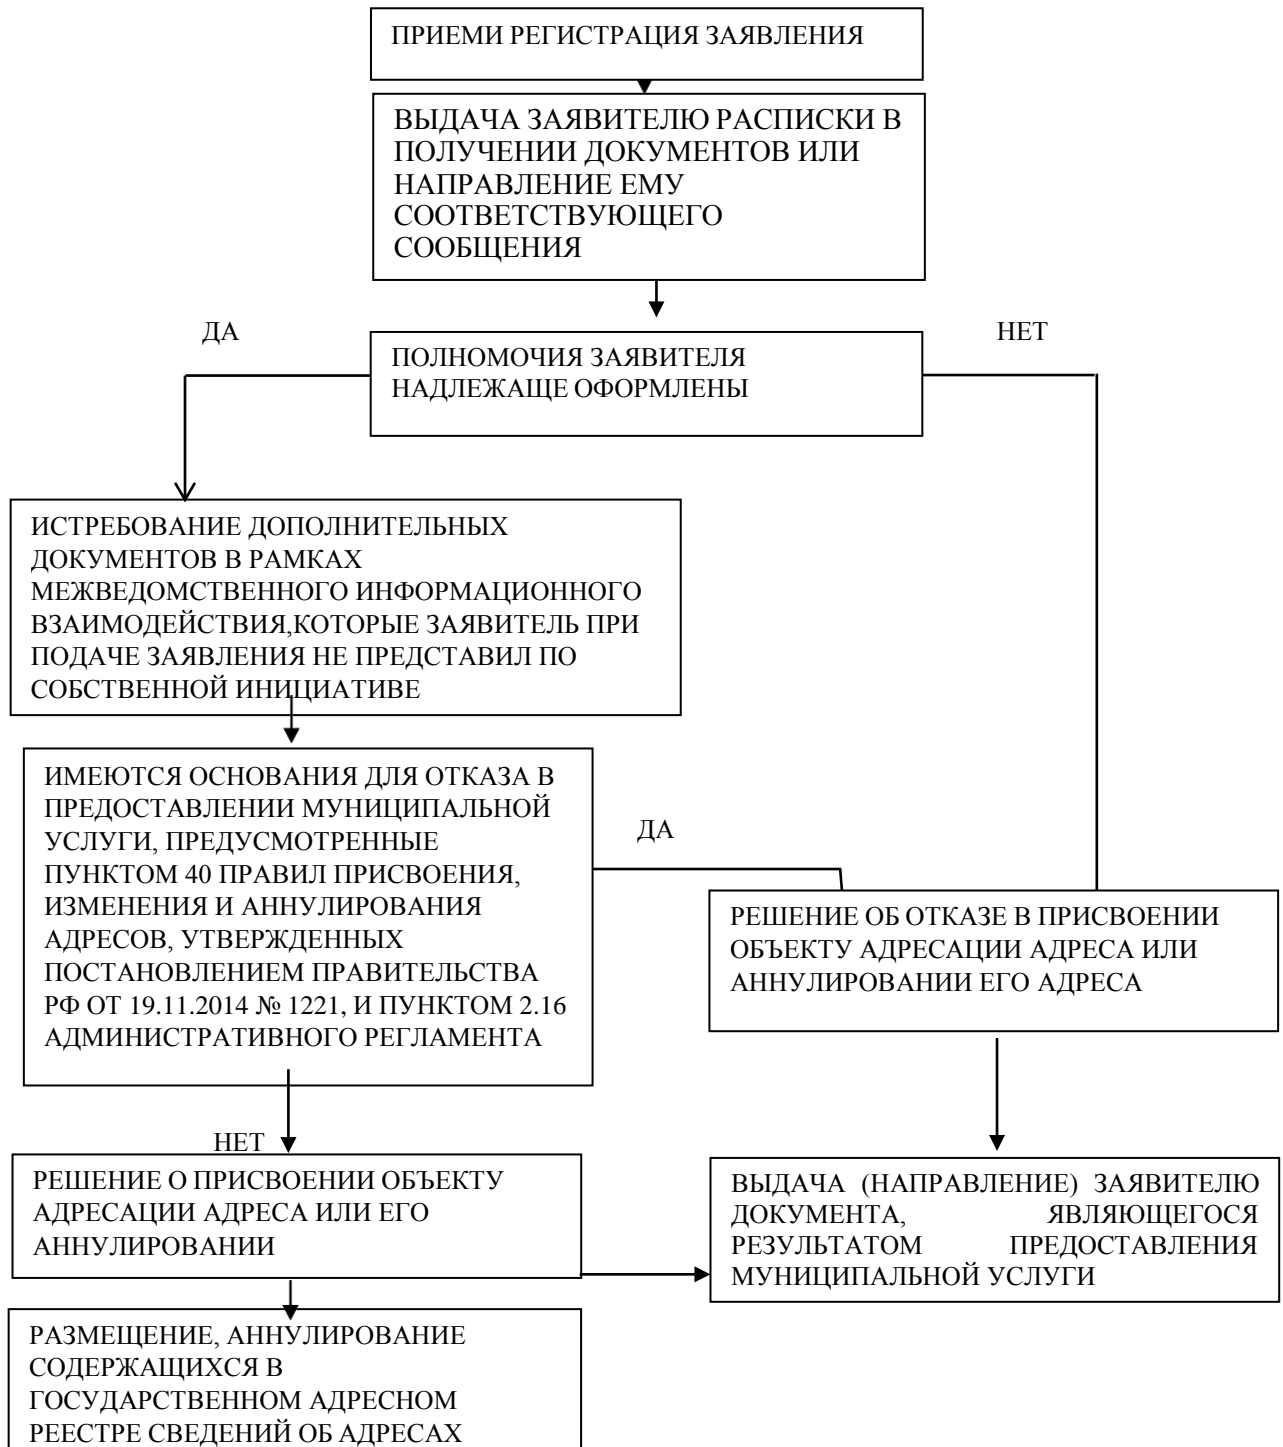 ПРИЕМИ РЕГИСТРАЦИЯ ЗАЯВЛЕНИЯ
ВЫДАЧА ЗАЯВИТЕЛЮ РАСПИСКИ В
ПОЛУЧЕНИИ ДОКУМЕНТОВ ИЛИ
НАПРАВЛЕНИЕ ЕМУ
СООТВЕТСТВУЮЩЕГО
СООБЩЕНИЯ
ДА
НЕТ
ПОЛНОМОЧИЯ ЗАЯВИТЕЛЯ
НАДЛЕЖАЩЕ ОФОРМЛЕНЫ
ИСТРЕБОВАНИЕ ДОПОЛНИТЕЛЬНЫХ
ДОКУМЕНТОВ В РАМКАХ
МЕЖВЕДОМСТВЕННОГО ИНФОРМАЦИОННОГО
ВЗАИМОДЕЙСТВИЯ,КОТОРЫЕ ЗАЯВИТЕЛЬ ПРИ
ПОДАЧЕ ЗАЯВЛЕНИЯ НЕ ПРЕДСТАВИЛ ПО
СОБСТВЕННОЙ ИНИЦИАТИВЕ
ИМЕЮТСЯ ОСНОВАНИЯ ДЛЯ ОТКАЗА В
ПРЕДОСТАВЛЕНИИ МУНИЦИПАЛЬНОЙ
УСЛУГИ, ПРЕДУСМОТРЕННЫЕ
ПУНКТОМ 40 ПРАВИЛ ПРИСВОЕНИЯ,
ИЗМЕНЕНИЯ И АННУЛИРОВАНИЯ
АДРЕСОВ, УТВЕРЖДЕННЫХ
ПОСТАНОВЛЕНИЕМ ПРАВИТЕЛЬСТВА
РФ ОТ 19.11.2014 № 1221, И ПУНКТОМ 2.16
АДМИНИСТРАТИВНОГО РЕГЛАМЕНТА
ДА
РЕШЕНИЕ ОБ ОТКАЗЕ В ПРИСВОЕНИИ
ОБЪЕКТУ АДРЕСАЦИИ АДРЕСА ИЛИ
АННУЛИРОВАНИИ ЕГО АДРЕСА
НЕТ
РЕШЕНИЕ О ПРИСВОЕНИИ ОБЪЕКТУ
АДРЕСАЦИИ АДРЕСА ИЛИ ЕГО
АННУЛИРОВАНИИ
ВЫДАЧА (НАПРАВЛЕНИЕ) ЗАЯВИТЕЛЮ
ДОКУМЕНТА, ЯВЛЯЮЩЕГОСЯ
РЕЗУЛЬТАТОМ ПРЕДОСТАВЛЕНИЯ
МУНИЦИПАЛЬНОЙ УСЛУГИ
РАЗМЕЩЕНИЕ, АННУЛИРОВАНИЕ
СОДЕРЖАЩИХСЯ В
ГОСУДАРСТВЕННОМ АДРЕСНОМ
РЕЕСТРЕ СВЕДЕНИЙ ОБ АДРЕСАХ